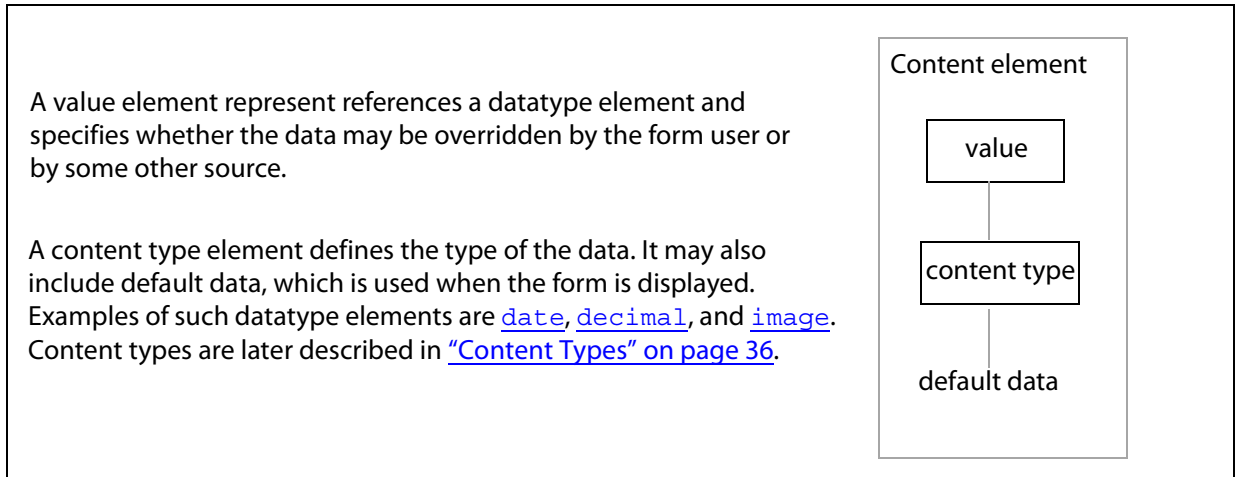 A value element represent references a datatype element and
specifies whether the data may be overridden by the form user or
by some other source.
A content type element defines the type of the data. It may also
include default data, which is used when the form is displayed.
Examples of such datatype elements are date, decimal, and image.
Content types are later described in “Content Types” on page 36.
Content element
value
content type
default data